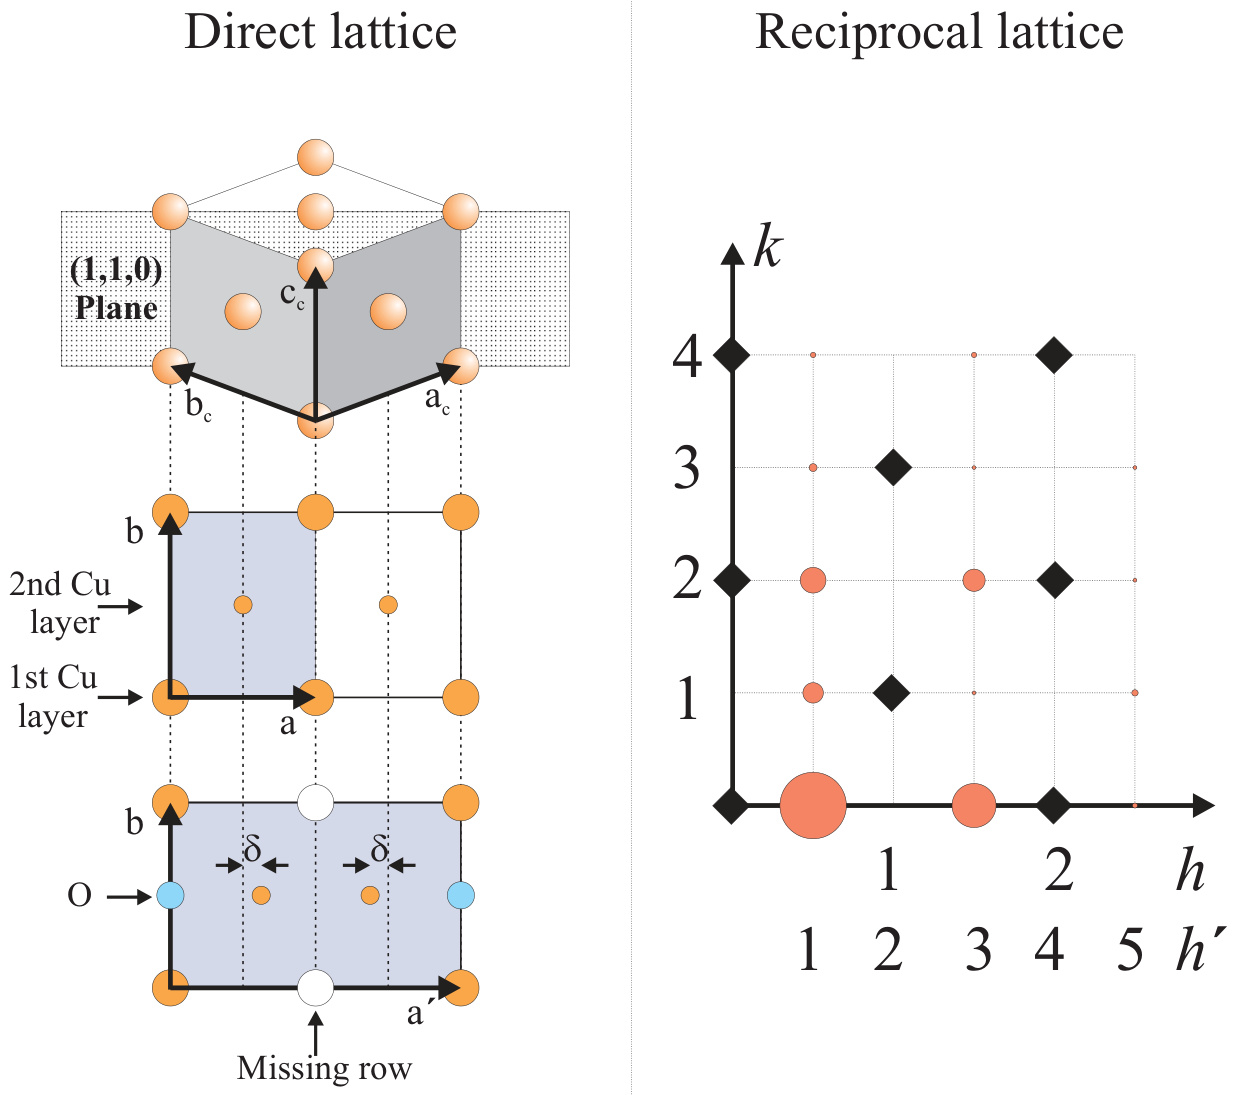 Direct lattice
Reciprocal lattice
(1,1,0)
Plane
c_c
b_c
a_c
b
2nd Cu
layer
1st Cu
layer
a
b
δ
δ
O
a´
Missing row
k
4
3
2
1
1 2 h
1 2 3 4 5 h´